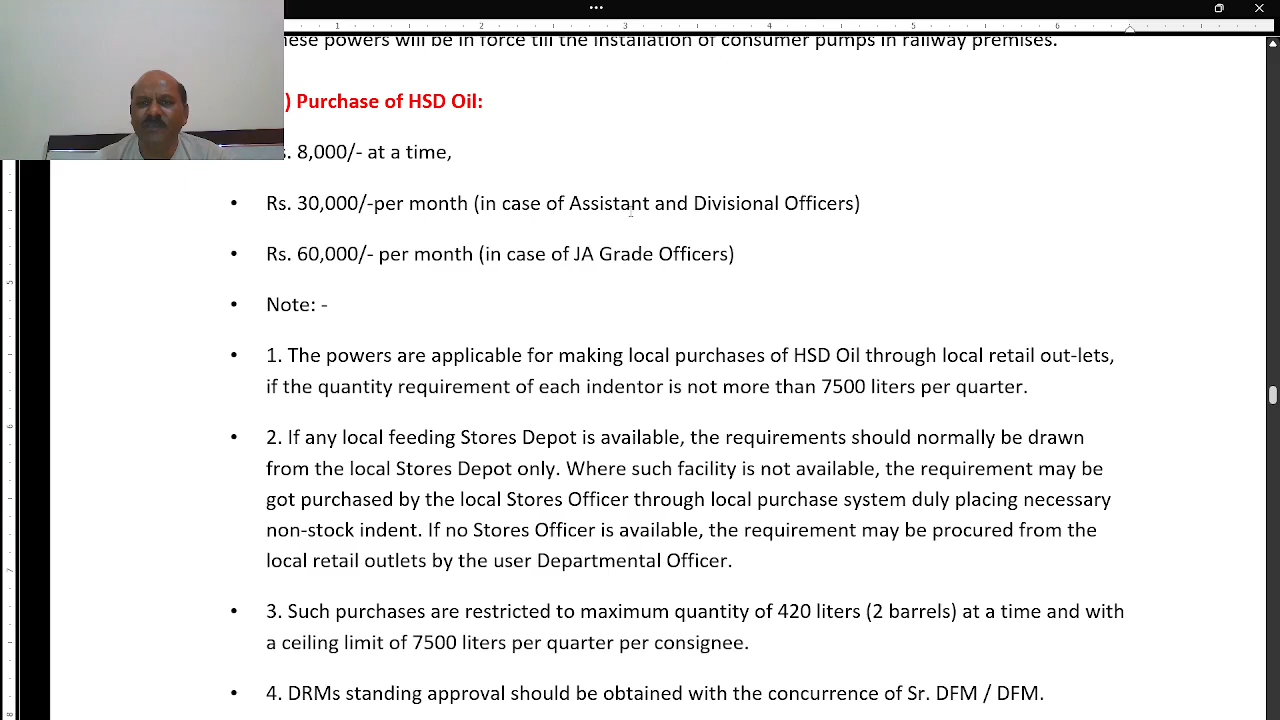 these powers will be in force till the installation of consumer pumps in railway premises.
) Purchase of HSD Oil:
8,000/- at a time,
• Rs. 30,000/-per month (in case of Assistant and Divisional Officers)
• Rs. 60,000/- per month (in case of JA Grade Officers)
• Note: -
• 1. The powers are applicable for making local purchases of HSD Oil through local retail out-lets,
if the quantity requirement of each indentor is not more than 7500 liters per quarter.
• 2. If any local feeding Stores Depot is available, the requirements should normally be drawn
from the local Stores Depot only. Where such facility is not available, the requirement may be
got purchased by the local Stores Officer through local purchase system duly placing necessary
non-stock indent. If no Stores Officer is available, the requirement may be procured from the
local retail outlets by the user Departmental Officer.
• 3. Such purchases are restricted to maximum quantity of 420 liters (2 barrels) at a time and with
a ceiling limit of 7500 liters per quarter per consignee.
• 4. DRMs standing approval should be obtained with the concurrence of Sr. DFM / DFM.